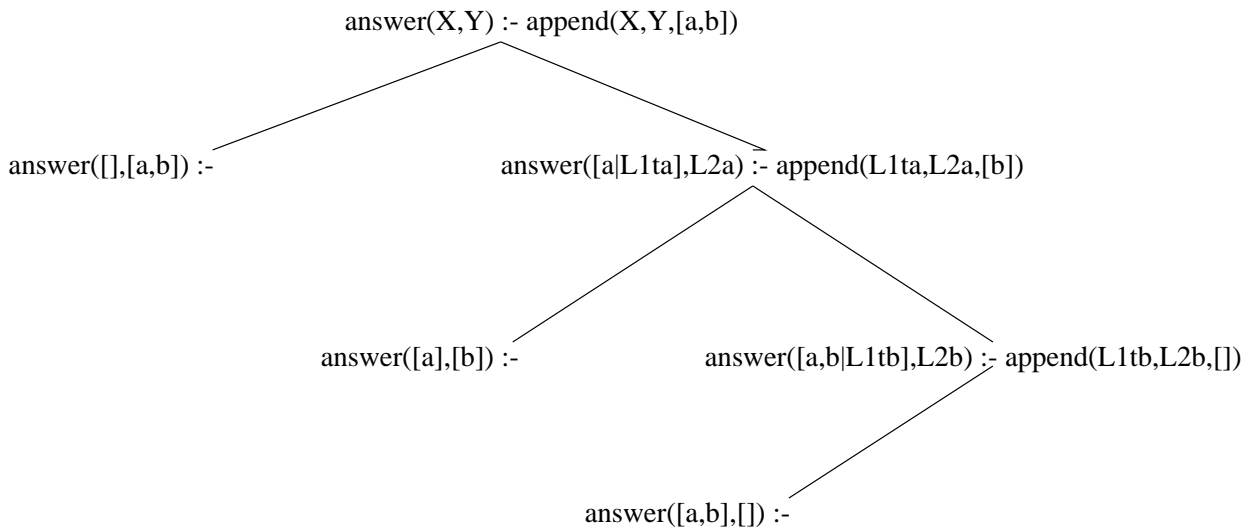 answer(X,Y) :- append(X,Y,[a,b])
answer([],[a,b]) :-
answer([a|L1ta],L2a) :- append(L1ta,L2a,[b])
answer([a],[b]) :-
answer([a,b|L1tb],L2b) :- append(L1tb,L2b,[])
answer([a,b],[]) :-